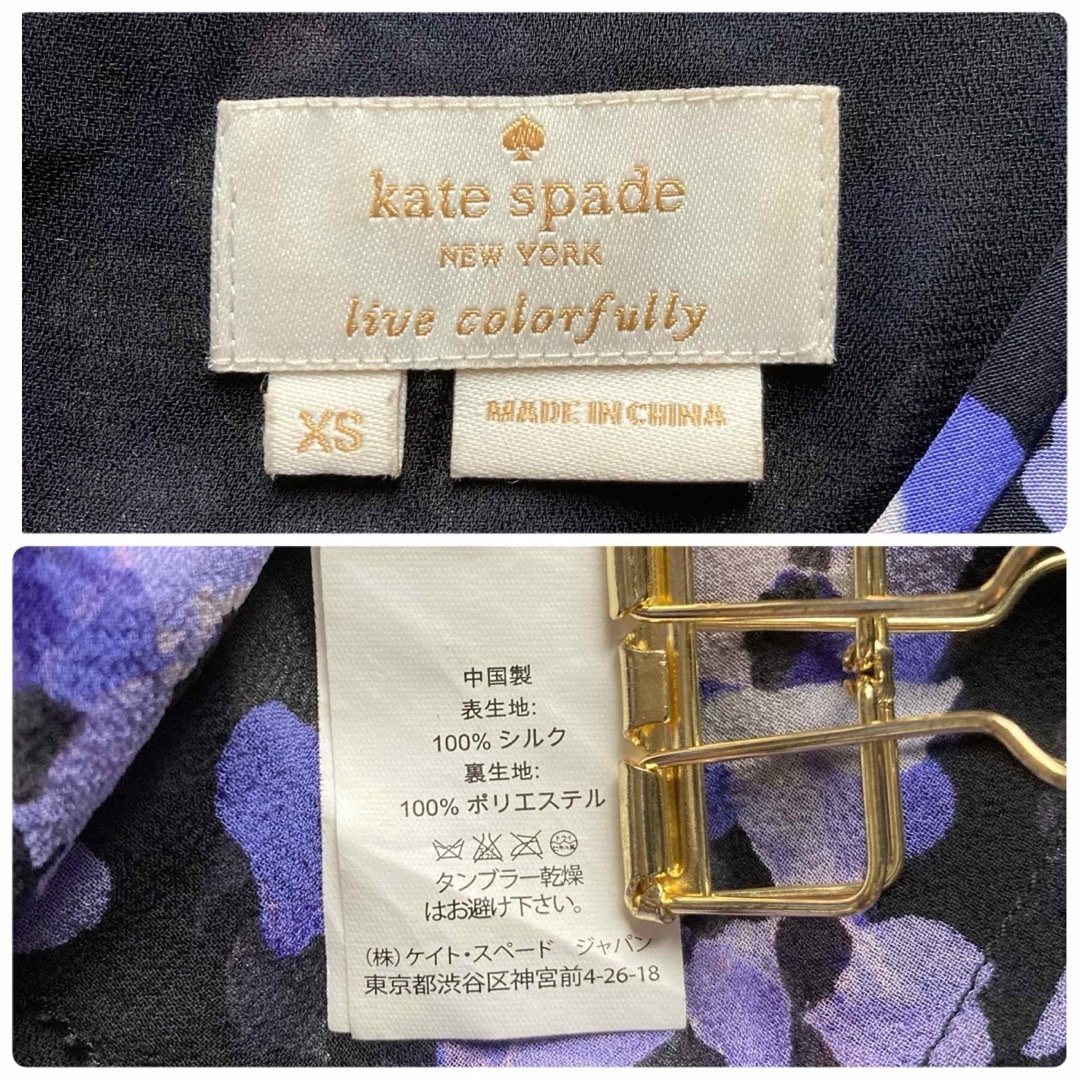 kate spade
NEW YORK
live colorfully
XS
MADE IN CHINA
中国製
表生地:
100% シルク
裏生地:
100% ポリエステル
ドライ
タンブラー乾燥
はお避け下さい。
(株)ケイト・スペード ジャパン
東京都渋谷区神宮前4-26-18